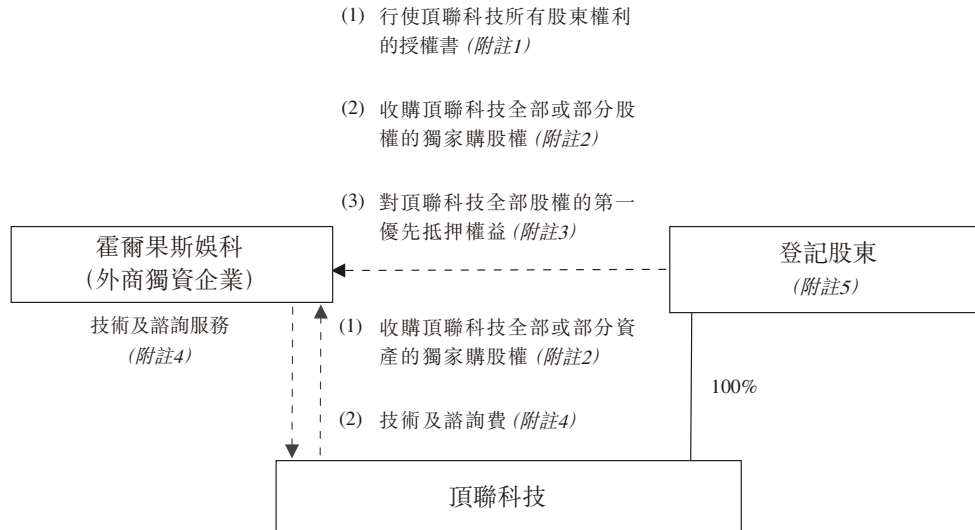 (1) 行使頂聯科技所有股東權利
的授權書 (附註1)
(2) 收購頂聯科技全部或部分股
權的獨家購股權 (附註2)
(3) 對頂聯科技全部股權的第一
優先抵押權益 (附註3)
霍爾果斯娛科
(外商獨資企業)
登記股東
(附註5)
技術及諮詢服務
(附註4)
(1) 收購頂聯科技全部或部分資
產的獨家購股權 (附註2)
(2) 技術及諮詢費 (附註4)
100%
頂聯科技